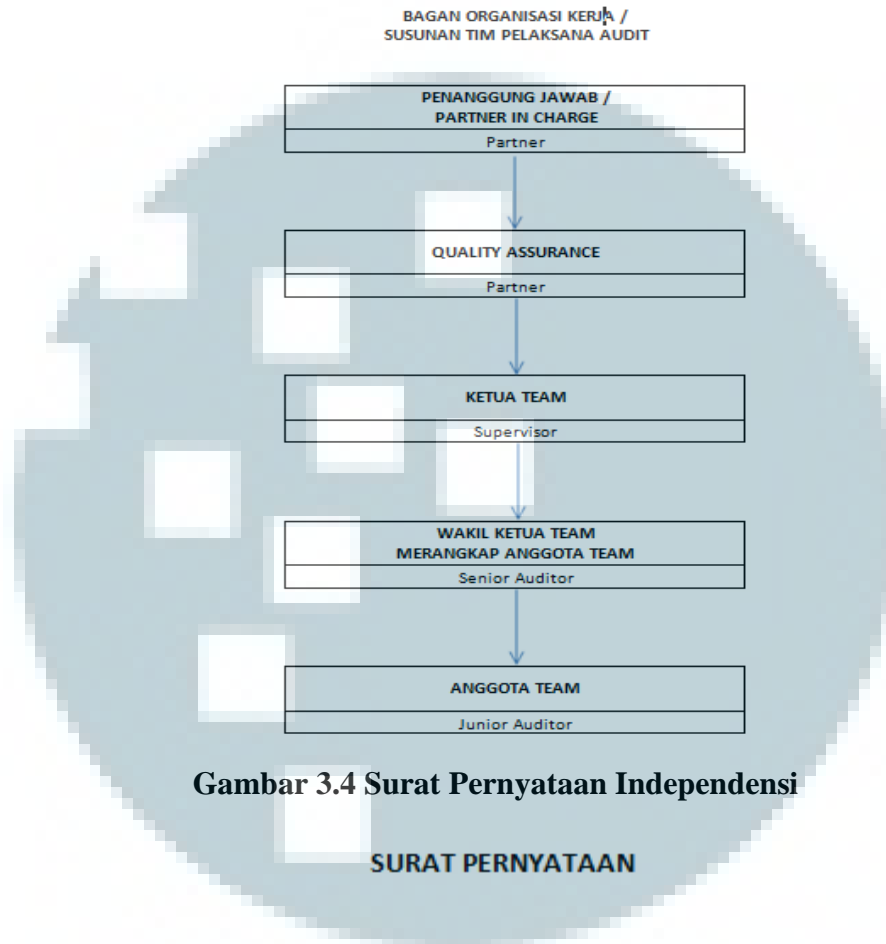 BAGAN ORGANISASI KERJA /
SUSUNAN TIM PELAKSANA AUDIT
PENANGGUNG JAWAB /
PARTNER IN CHARGE
Partner
QUALITY ASSURANCE
Partner
KETUA TEAM
Supervisor
WAKIL KETUA TEAM
MERANGKAP ANGGOTA TEAM
Senior Auditor
ANGGOTA TEAM
Junior Auditor
Gambar 3.4 Surat Pernyataan Independensi
SURAT PERNYATAAN